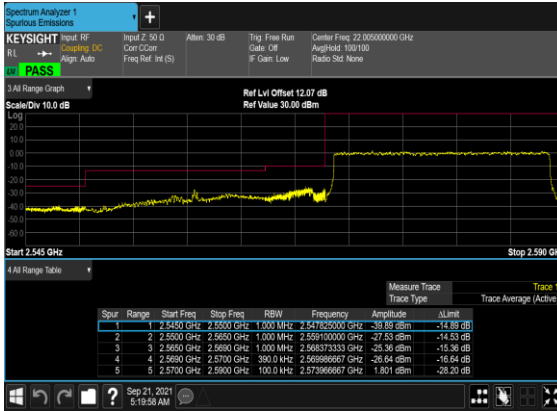 Spectrum Analyzer 1
Spurious Emissions
+
KEYSIGHT Input: RF Input Z: 50 Ω Atten: 30 dB Trig: Free Run Center Freq: 22.005000000 GHz
RL Coupling: DC Corr CCorr Gate: Off Avg|Hold: 100/100
Align: Auto Freq Ref: Int (S) IF Gain: Low Radio Std: None
PASS
3 All Range Graph
Ref Lvl Offset 12.07 dB
Scale/Div 10.0 dB Ref Value 30.00 dBm
Log
20.0
10.0
0.00
-10.0
-20.0
-30.0
-40.0
-50.0
-60.0
Start 2.545 GHz Stop 2.590 GH
4 All Range Table
Measure Trace Trace 1
Trace Type Trace Average (Active
Spur Range Start Freq Stop Freq RBW Frequency Amplitude ΔLimit
1 1 2.5450 GHz 2.5500 GHz 1.000 MHz 2.547825000 GHz -39.89 dBm -14.89 dB
2 2 2.5500 GHz 2.5650 GHz 1.000 MHz 2.559100000 GHz -27.53 dBm -14.53 dB
3 3 2.5650 GHz 2.5690 GHz 1.000 MHz 2.568373333 GHz -25.36 dBm -15.36 dB
4 4 2.5690 GHz 2.5700 GHz 390.0 kHz 2.569986667 GHz -26.64 dBm -16.64 dB
5 5 2.5700 GHz 2.5900 GHz 100.0 kHz 2.573966667 GHz 1.801 dBm -28.20 dB
? Sep 21, 2021
5:19:58 AM